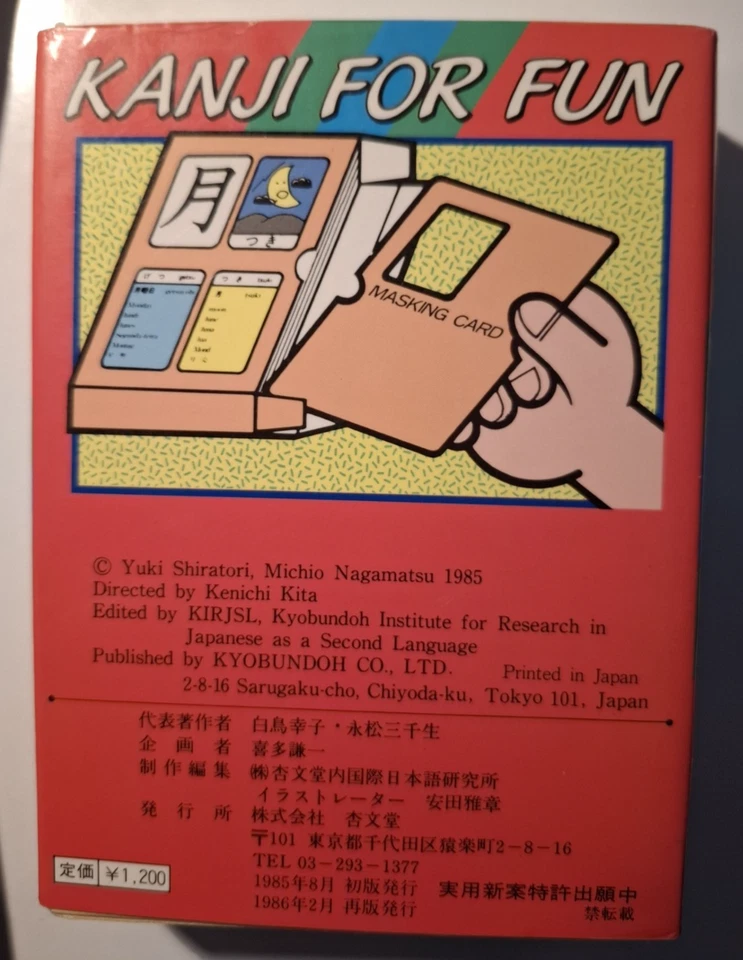 KANJI FOR FUN
月
つき
げつ getsu
つき tsuki
Monday
MASKING CARD
© Yuki Shiratori, Michio Nagamatsu 1985
Directed by Kenichi Kita
Edited by KIRJSL, Kyobundoh Institute for Research in
Japanese as a Second Language
Published by KYOBUNDOH CO., LTD. Printed in Japan
2-8-16 Sarugaku-cho, Chiyoda-ku, Tokyo 101, Japan
代表著作者 白鳥幸子・永松三千生
企画者 喜多謙一
制作編集 ㈱杏文堂内国際日本語研究所
イラストレーター 安田雅章
発行所 株式会社 杏文堂
〒101 東京都千代田区猿楽町2−8−16
TEL 03−293−1377
1985年8月 初版発行
1986年2月 再版発行
実用新案特許出願中
禁転載
定価 ¥1,200